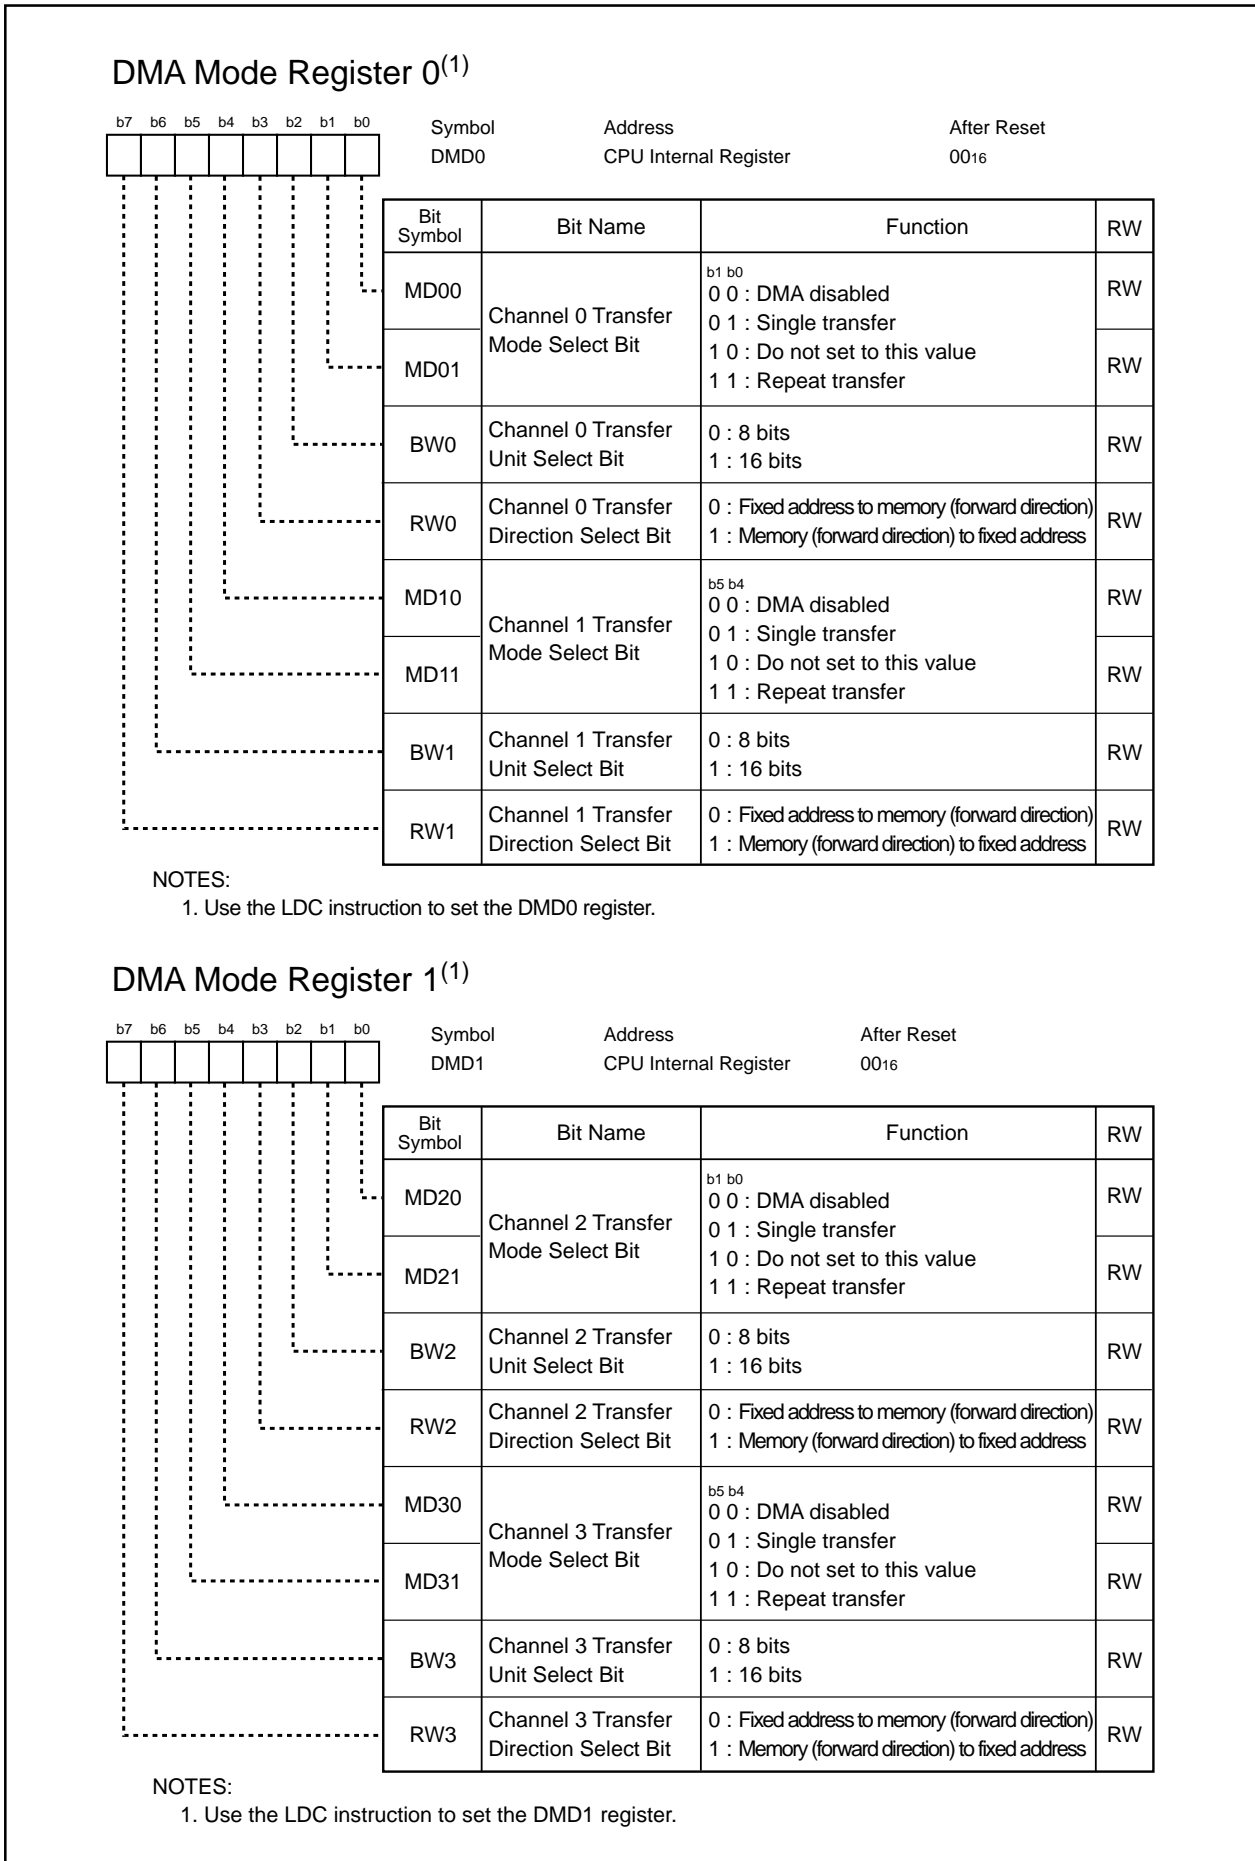 DMA Mode Register 0(1)
b7 b6 b5 b4 b3 b2 b1 b0
Symbol Address After Reset
DMD0 CPU Internal Register 0016
Bit Symbol Bit Name Function RW
MD00 RW
Channel 0 Transfer
Mode Select Bit
b1 b0
0 0 : DMA disabled
0 1 : Single transfer
1 0 : Do not set to this value
1 1 : Repeat transfer
MD01 RW
BW0 Channel 0 Transfer
Unit Select Bit
0 : 8 bits
1 : 16 bits
RW
RW0 Channel 0 Transfer
Direction Select Bit
0 : Fixed address to memory (forward direction)
1 : Memory (forward direction) to fixed address
RW
MD10 RW
Channel 1 Transfer
Mode Select Bit
b5 b4
0 0 : DMA disabled
0 1 : Single transfer
1 0 : Do not set to this value
1 1 : Repeat transfer
MD11 RW
BW1 Channel 1 Transfer
Unit Select Bit
0 : 8 bits
1 : 16 bits
RW
RW1 Channel 1 Transfer
Direction Select Bit
0 : Fixed address to memory (forward direction)
1 : Memory (forward direction) to fixed address
RW
NOTES:
1. Use the LDC instruction to set the DMD0 register.
DMA Mode Register 1(1)
b7 b6 b5 b4 b3 b2 b1 b0
Symbol Address After Reset
DMD1 CPU Internal Register 0016
Bit Symbol Bit Name Function RW
MD20 RW
Channel 2 Transfer
Mode Select Bit
b1 b0
0 0 : DMA disabled
0 1 : Single transfer
1 0 : Do not set to this value
1 1 : Repeat transfer
MD21 RW
BW2 Channel 2 Transfer
Unit Select Bit
0 : 8 bits
1 : 16 bits
RW
RW2 Channel 2 Transfer
Direction Select Bit
0 : Fixed address to memory (forward direction)
1 : Memory (forward direction) to fixed address
RW
MD30 RW
Channel 3 Transfer
Mode Select Bit
b5 b4
0 0 : DMA disabled
0 1 : Single transfer
1 0 : Do not set to this value
1 1 : Repeat transfer
MD31 RW
BW3 Channel 3 Transfer
Unit Select Bit
0 : 8 bits
1 : 16 bits
RW
RW3 Channel 3 Transfer
Direction Select Bit
0 : Fixed address to memory (forward direction)
1 : Memory (forward direction) to fixed address
RW
NOTES:
1. Use the LDC instruction to set the DMD1 register.